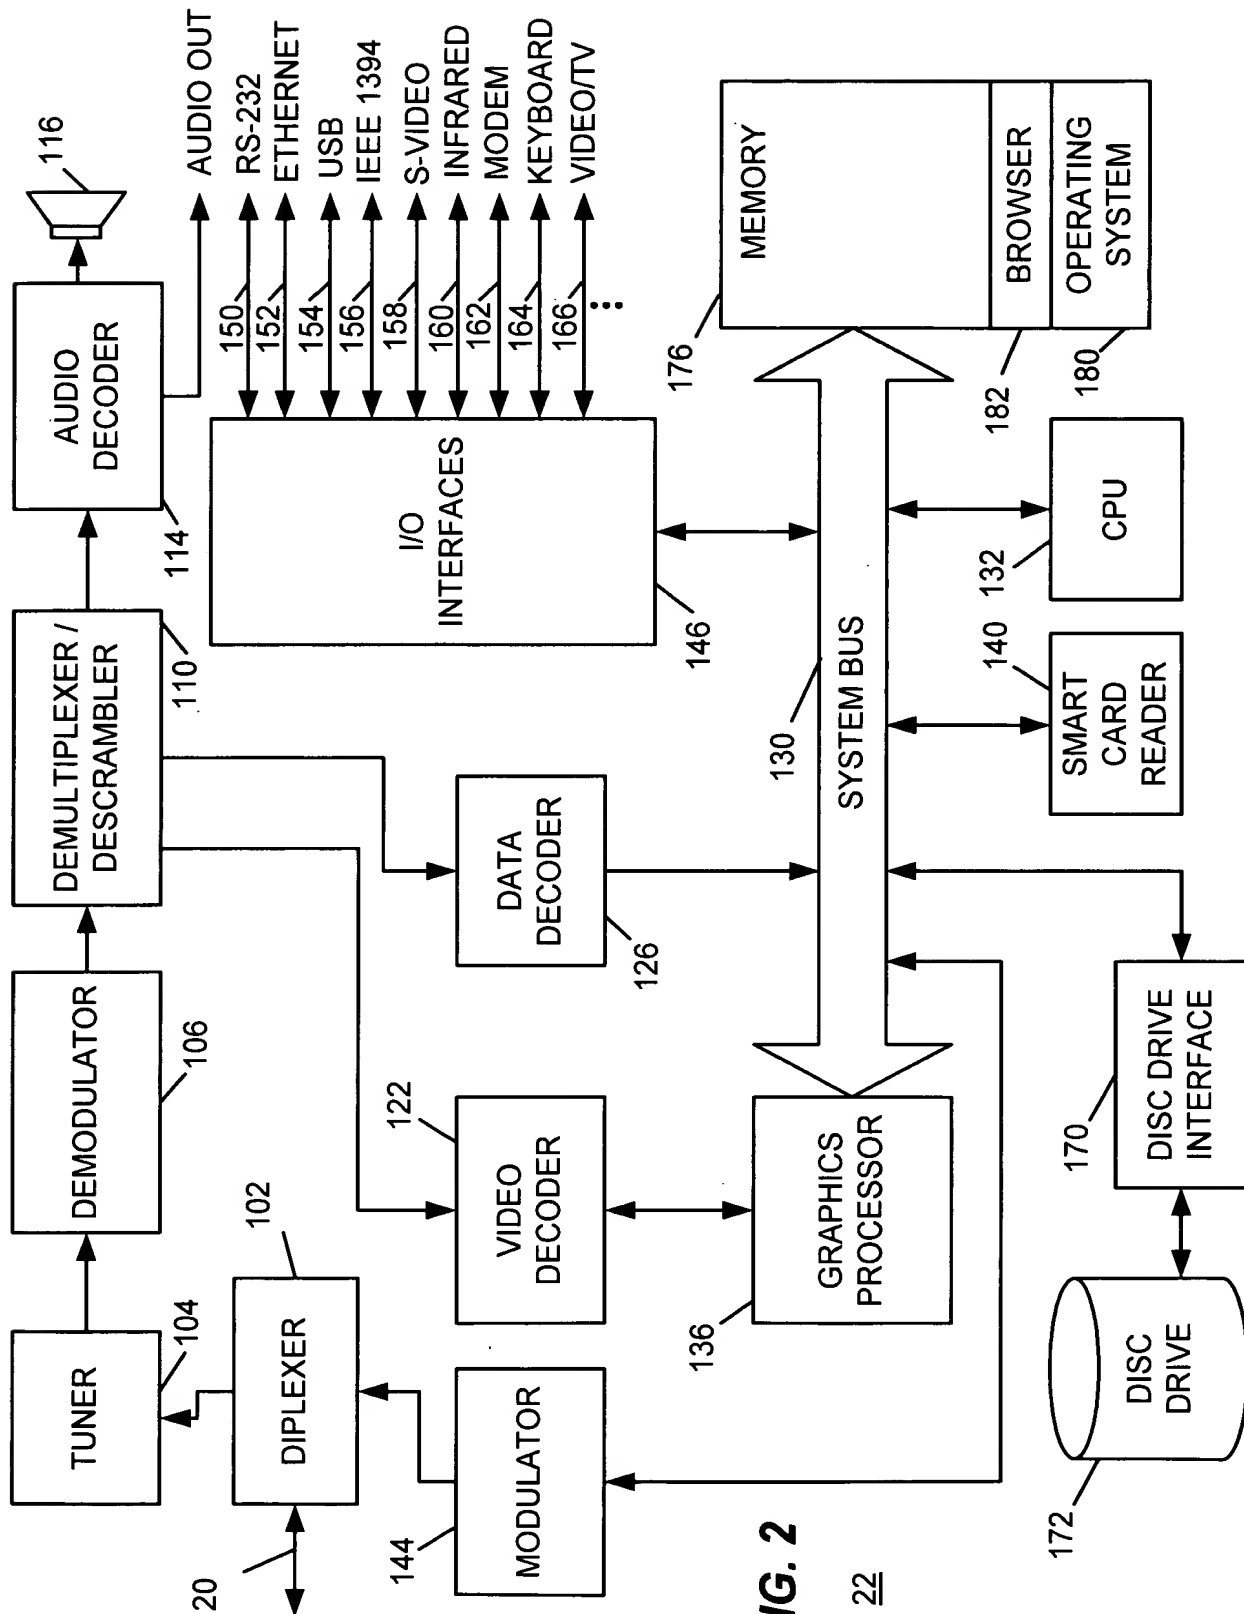 116
AUDIO
DECODER
114
AUDIO OUT
RS-232
ETHERNET
USB
IEEE 1394
S-VIDEO
INFRARED
MODEM
KEYBOARD
VIDEO/TV
150
152
154
156
158
160
162
164
166
I/O
INTERFACES
146
DEMULTIPLEXER /
DESCRAMBLER
110
DEMODULATOR
106
TUNER
104
DIPLEXER
102
20
MODULATOR
144
VIDEO
DECODER
122
DATA
DECODER
126
GRAPHICS
PROCESSOR
136
SYSTEM BUS
130
MEMORY
176
BROWSER
182
OPERATING
SYSTEM
180
CPU
132
SMART
CARD
READER
140
DISC DRIVE
INTERFACE
170
DISC
DRIVE
172
IG. 2
22